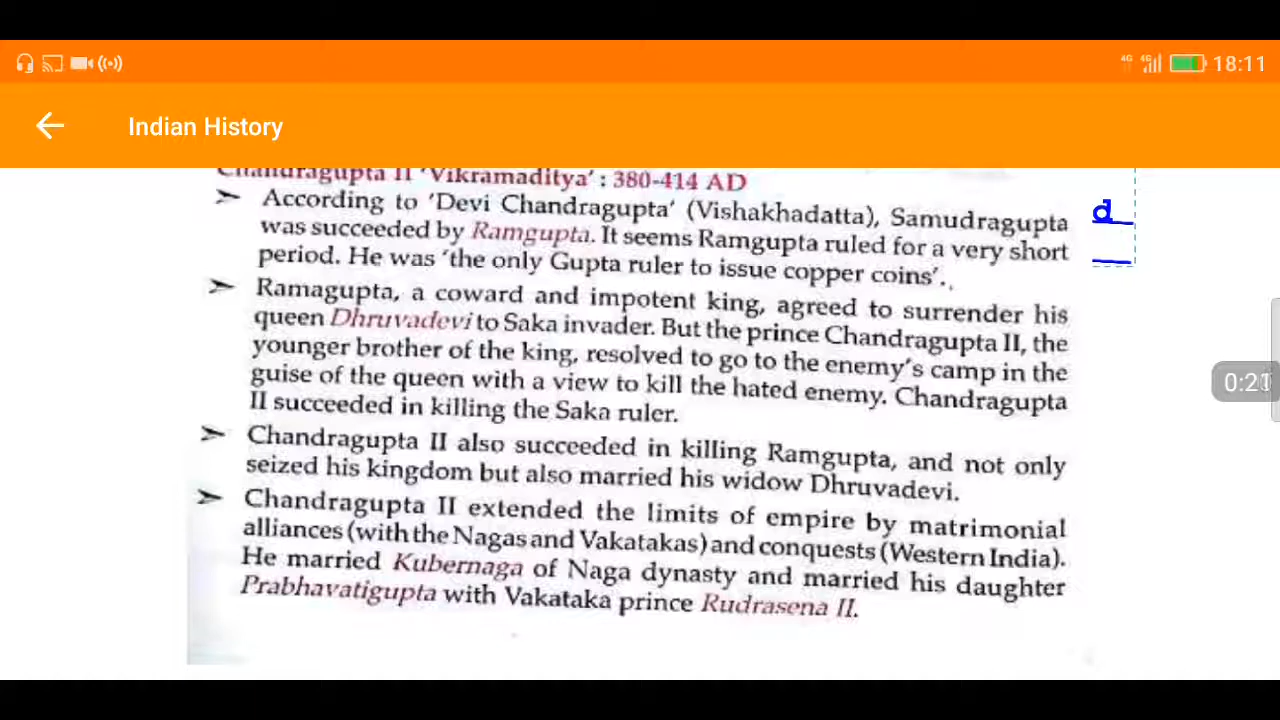 4G 4G 18:11
Indian History
Chandragupta II 'Vikramaditya' : 380-414 AD
➢ According to 'Devi Chandragupta' (Vishakhadatta), Samudragupta
was succeeded by Ramgupta. It seems Ramgupta ruled for a very short
period. He was 'the only Gupta ruler to issue copper coins'.
➢ Ramagupta, a coward and impotent king, agreed to surrender his
queen Dhruvadevi to Saka invader. But the prince Chandragupta II, the
younger brother of the king, resolved to go to the enemy's camp in the
guise of the queen with a view to kill the hated enemy. Chandragupta
II succeeded in killing the Saka ruler.
➢ Chandragupta II also succeeded in killing Ramgupta, and not only
seized his kingdom but also married his widow Dhruvadevi.
➢ Chandragupta II extended the limits of empire by matrimonial
alliances (with the Nagas and Vakatakas) and conquests (Western India).
He married Kubernaga of Naga dynasty and married his daughter
Prabhavatigupta with Vakataka prince Rudrasena II.
d